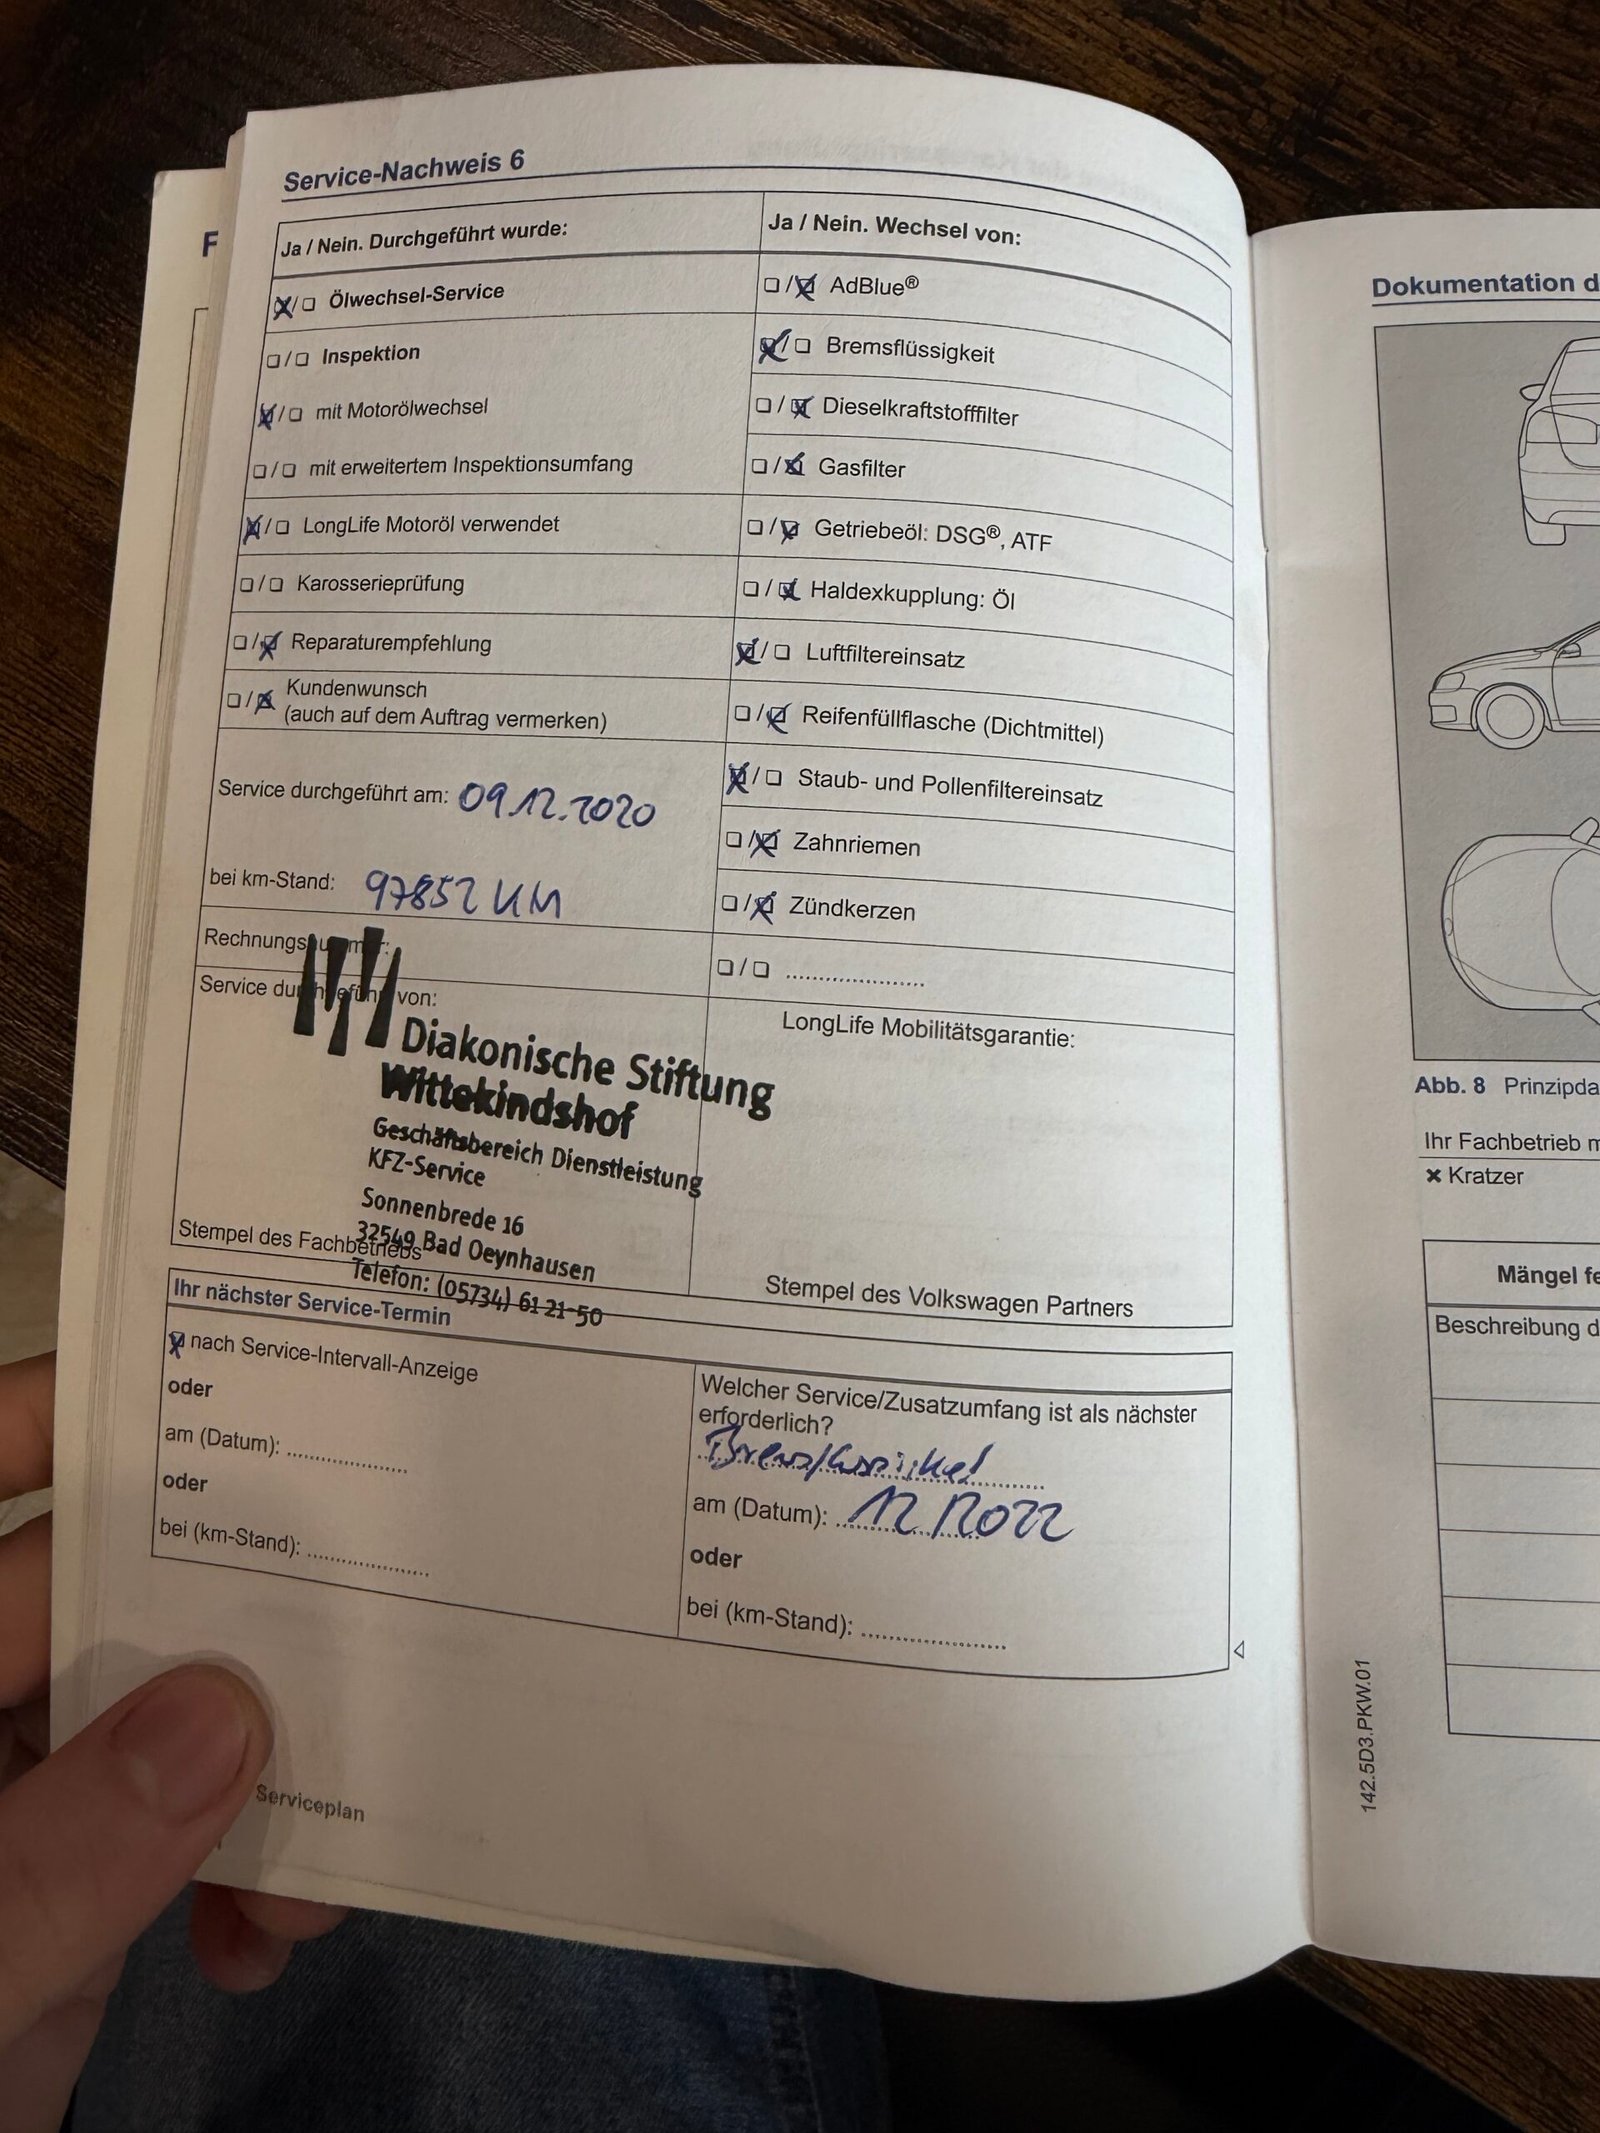 Service-Nachweis 6
Ja / Nein. Durchgeführt wurde:
Ölwechsel-Service
Inspektion
mit Motorölwechsel
mit erweitertem Inspektionsumfang
LongLife Motoröl verwendet
Karosserieprüfung
Reparaturempfehlung
Kundenwunsch
(auch auf dem Auftrag vermerken)
Service durchgeführt am: 09.12.2020
bei km-Stand: 97852 KM
Rechnungsnummer:
Service durchgeführt von:
Diakonische Stiftung
Wittekindshof
Geschäftsbereich Dienstleistung
KFZ-Service
Sonnenbrede 16
32549 Bad Oeynhausen
Telefon: (05734) 61 21-50
Stempel des Fachbetriebs
Ja / Nein. Wechsel von:
AdBlue®
Bremsflüssigkeit
Dieselkraftstofffilter
Gasfilter
Getriebeöl: DSG®, ATF
Haldexkupplung: Öl
Luftfiltereinsatz
Reifenfüllflasche (Dichtmittel)
Staub- und Pollenfiltereinsatz
Zahnriemen
Zündkerzen
....................
LongLife Mobilitätsgarantie:
Stempel des Volkswagen Partners
Ihr nächster Service-Termin
nach Service-Intervall-Anzeige
oder
am (Datum): ..................
oder
bei (km-Stand): ..................
Welcher Service/Zusatzumfang ist als nächster
erforderlich?
am (Datum): 12 / 2022
oder
bei (km-Stand): ......................
Serviceplan
F
Dokumentation d
Abb. 8 Prinzipda
Ihr Fachbetrieb m
× Kratzer
Mängel fe
Beschreibung d
142.5D3.PKW.01